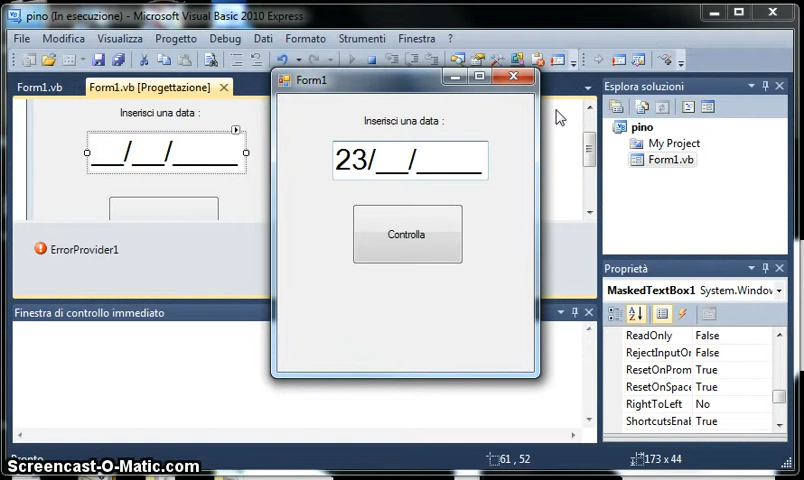 pino (In esecuzione) - Microsoft Visual Basic 2010 Express
File Modifica Visualizza Progetto Debug Dati Formato Strumenti Finestra ?
Form1.vb Form1.vb [Progettazione]
Inserisci una data :
__/__/____
ErrorProvider1
Finestra di controllo immediato
Form1
Inserisci una data :
23/__/____
Controlla
Esplora soluzioni
pino
My Project
Form1.vb
Proprietà
MaskedTextBox1 System.Windo
ReadOnly False
RejectInputOr False
ResetOnProm True
ResetOnSpace True
RightToLeft No
ShortcutsEnal True
61 , 52
173 x 44
Screencast-O-Matic.com